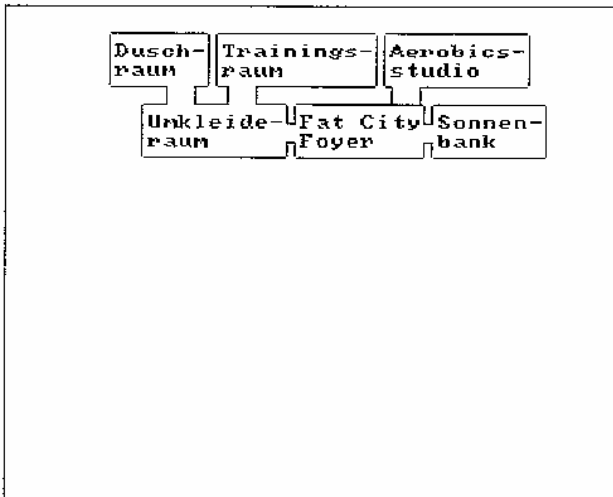 Dusch-
raum
Trainings-
raum
Aerobics-
studio
Umkleide-
raum
Fat City
Foyer
Sonnen-
bank